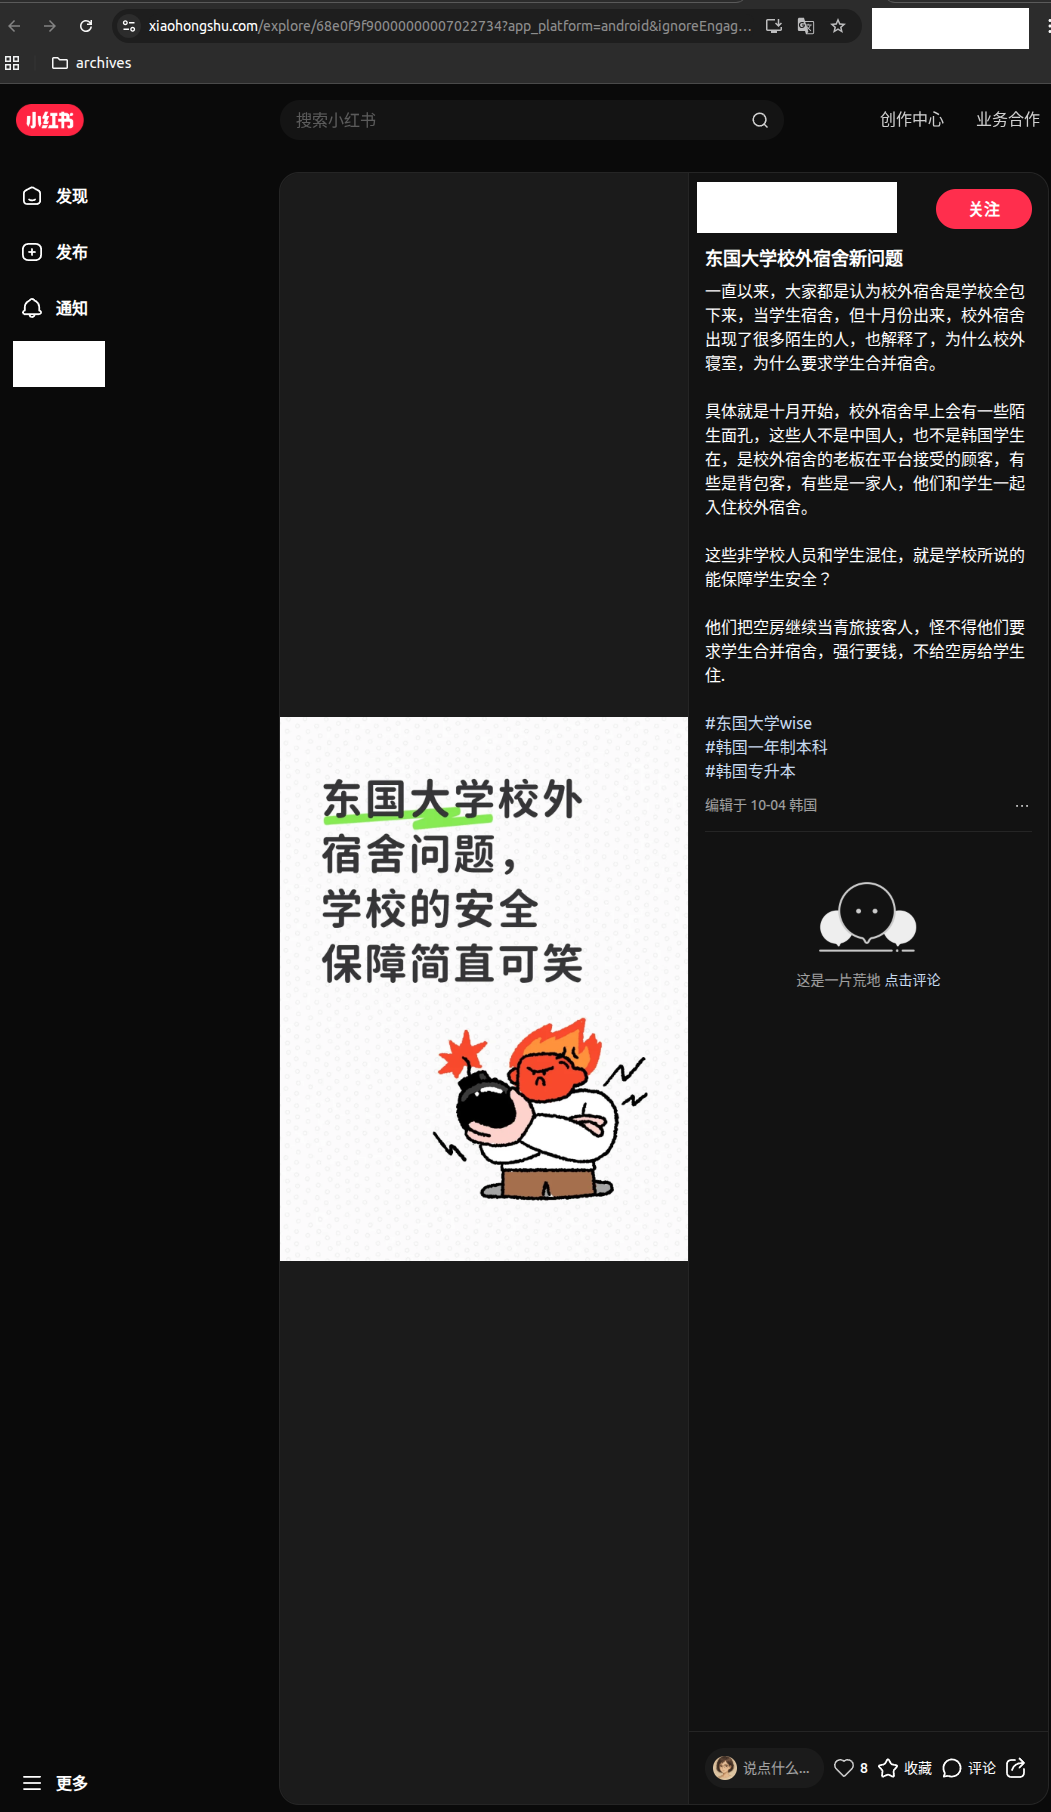 xiaohongshu.com/explore/68e0f9f90000000007022734?app_platform=android&ignoreEngag...
archives
小红书
搜索小红书
创作中心
业务合作
发现
发布
通知
关注
东国大学校外宿舍新问题
一直以来，大家都是认为校外宿舍是学校全包
下来，当学生宿舍，但十月份出来，校外宿舍
出现了很多陌生的人，也解释了，为什么校外
寝室，为什么要求学生合并宿舍。
具体就是十月开始，校外宿舍早上会有一些陌
生面孔，这些人不是中国人，也不是韩国学生
在，是校外宿舍的老板在平台接受的顾客，有
些是背包客，有些是一家人，他们和学生一起
入住校外宿舍。
这些非学校人员和学生混住，就是学校所说的
能保障学生安全？
他们把空房继续当青旅接客人，怪不得他们要
求学生合并宿舍，强行要钱，不给空房给学生
住.
#东国大学wise
#韩国一年制本科
#韩国专升本
编辑于 10-04 韩国
东国大学校外
宿舍问题，
学校的安全
保障简直可笑
这是一片荒地 点击评论
更多
说点什么...
8
收藏
评论